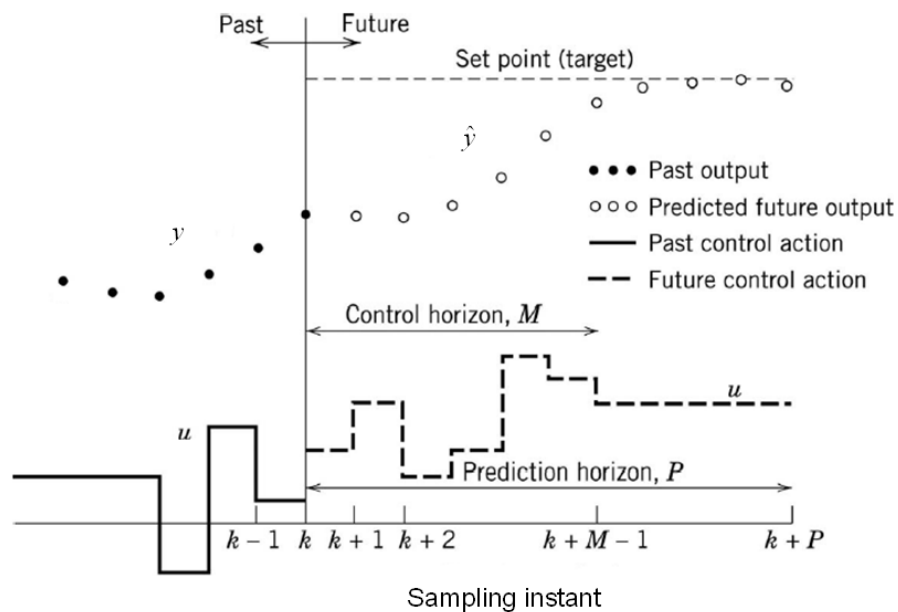 Past Future
Set point (target)
ŷ
Past output
y
Predicted future output
Past control action
Future control action
Control horizon, M
u
u
Prediction horizon, P
k − 1 k k + 1 k + 2 k + M − 1 k + P
Sampling instant